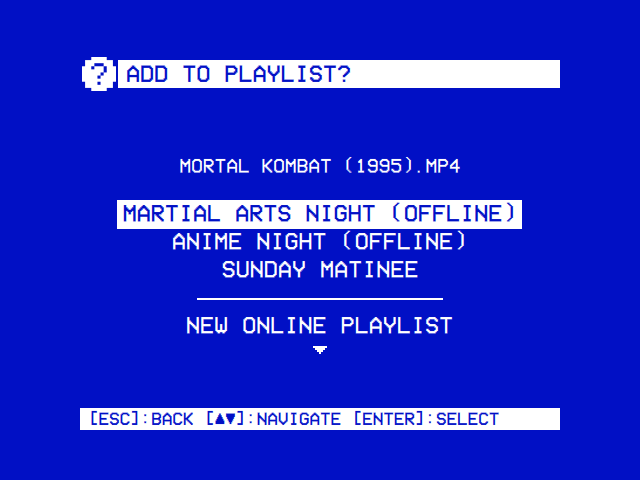 ? ADD TO PLAYLIST?
MORTAL KOMBAT (1995).MP4
MARTIAL ARTS NIGHT (OFFLINE)
ANIME NIGHT (OFFLINE)
SUNDAY MATINEE
NEW ONLINE PLAYLIST
[ESC]:BACK [▲▼]:NAVIGATE [ENTER]:SELECT